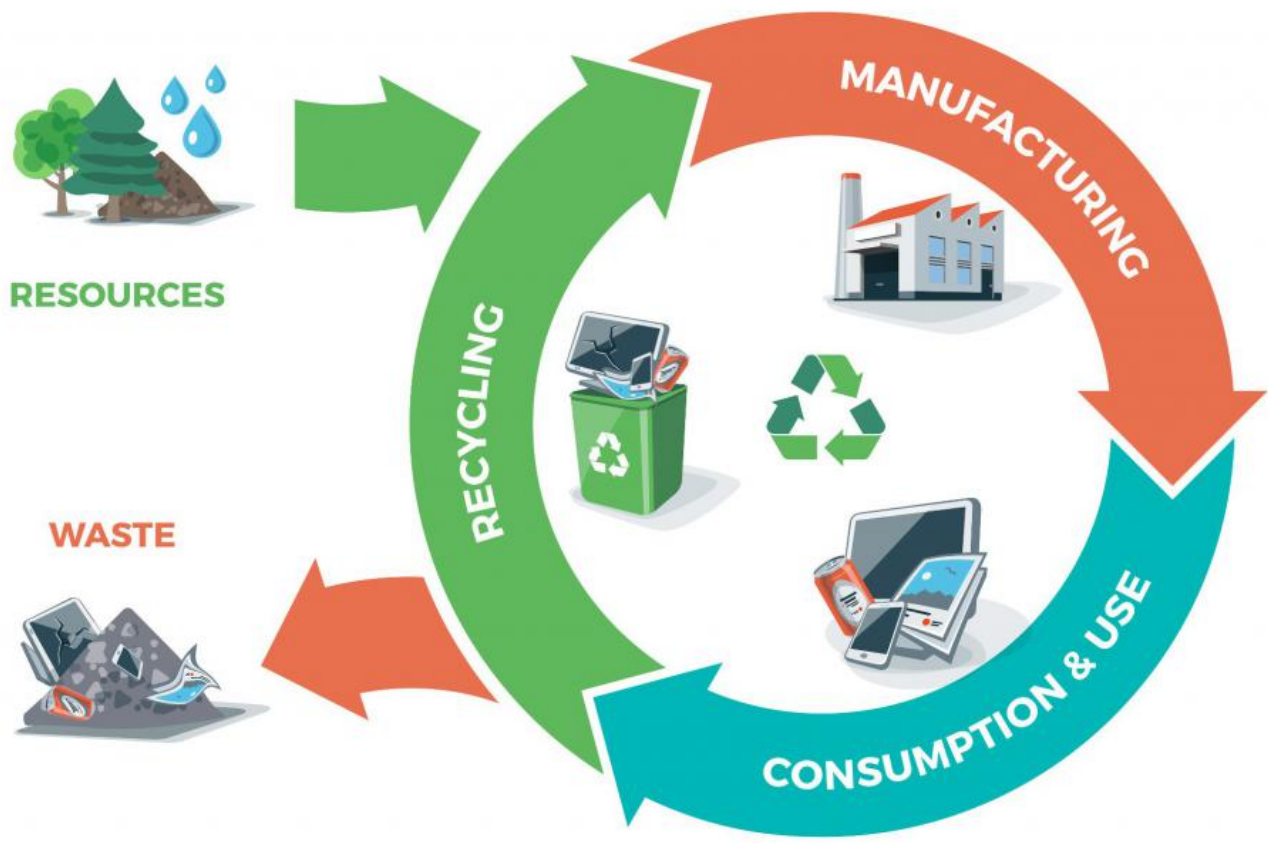 MANUFACTURING
RESOURCES
RECYCLING
WASTE
CONSUMPTION & USE